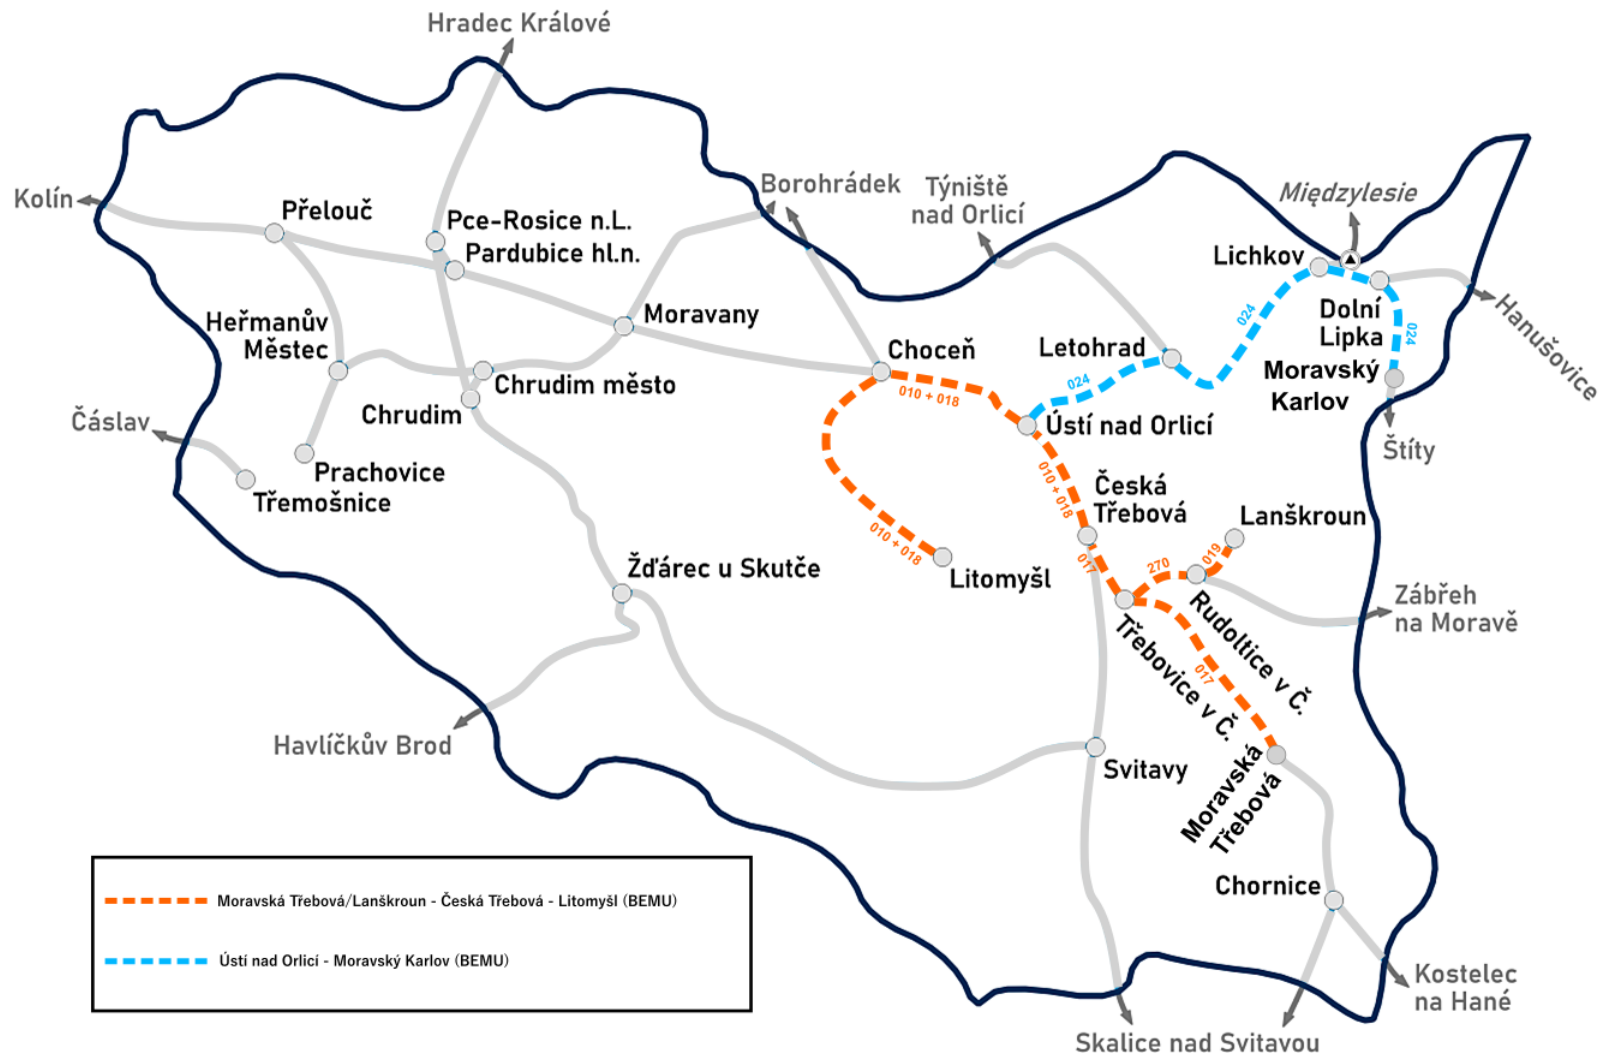 Hradec Králové
Kolín
Přelouč
Pce-Rosice n.L.
Pardubice hl.n.
Borohrádek
Týniště
nad Orlicí
Międzylesie
Lichkov
Dolní
Lipka
Hanušovice
Heřmanův
Městec
Moravany
Choceň
Letohrad
024
024
024
Moravský
Karlov
Štíty
Chrudim město
Chrudim
Čáslav
Prachovice
Třemošnice
010 + 018
Ústí nad Orlicí
010 + 018
010 + 018
Česká
Třebová
Lanškroun
Litomyšl
017
270
019
Žďárec u Skutče
Zábřeh
na Moravě
Rudoltice v Č.
Třebovice v Č.
017
Havlíčkův Brod
Svitavy
Moravská
Třebová
Chornice
Kostelec
na Hané
Skalice nad Svitavou
Moravská Třebová/Lanškroun - Česká Třebová - Litomyšl (BEMU)
Ústí nad Orlicí - Moravský Karlov (BEMU)